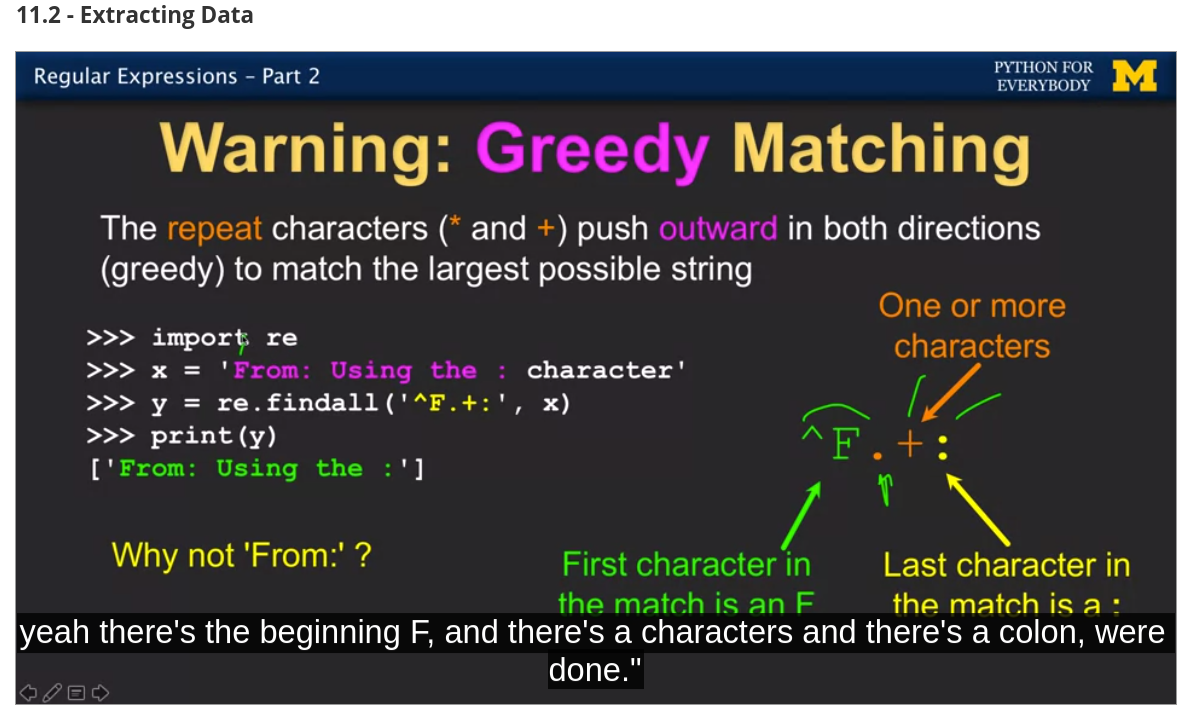 11.2 - Extracting Data
Regular Expressions – Part 2
PYTHON FOR
EVERYBODY
M
Warning: Greedy Matching
The repeat characters (* and +) push outward in both directions
(greedy) to match the largest possible string
One or more
characters
>>> import re
>>> x = 'From: Using the : character'
>>> y = re.findall('^F.+:', x)
>>> print(y)
['From: Using the :']
^F.+:
Why not 'From:' ?
First character in
the match is an F
Last character in
the match is a :
yeah there's the beginning F, and there's a characters and there's a colon, were
done."